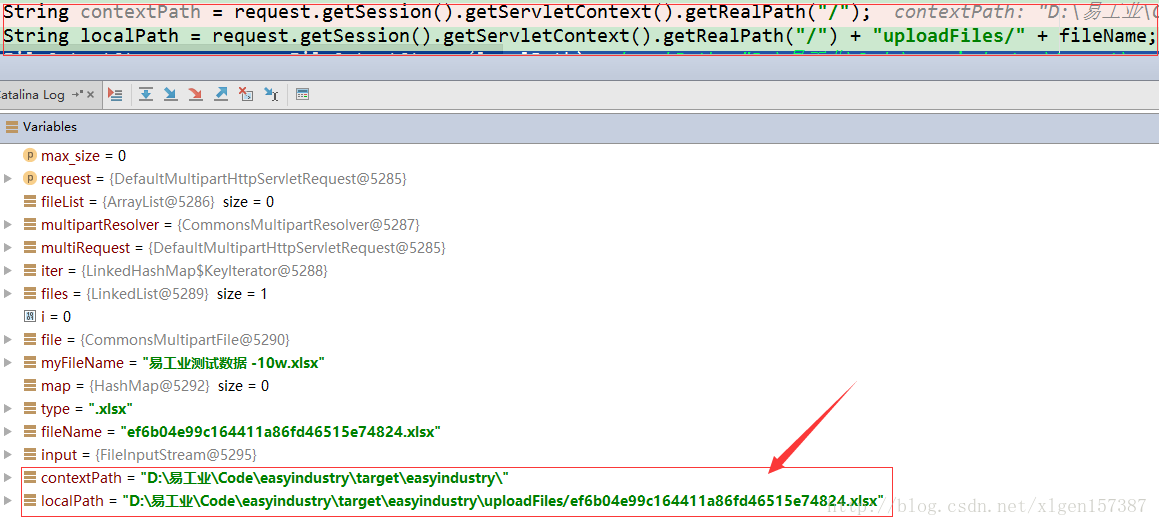 String contextPath = request.getSession().getServletContext().getRealPath("/");  contextPath: "D:\易工业\C
String localPath = request.getSession().getServletContext().getRealPath("/") + "uploadFiles/" + fileName;
atalina Log
Variables
max_size = 0
request = {DefaultMultipartHttpServletRequest@5285}
fileList = {ArrayList@5286} size = 0
multipartResolver = {CommonsMultipartResolver@5287}
multiRequest = {DefaultMultipartHttpServletRequest@5285}
iter = {LinkedHashMap$KeyIterator@5288}
files = {LinkedList@5289} size = 1
i = 0
file = {CommonsMultipartFile@5290}
myFileName = "易工业测试数据 -10w.xlsx"
map = {HashMap@5292} size = 0
type = ".xlsx"
fileName = "ef6b04e99c164411a86fd46515e74824.xlsx"
input = {FileInputStream@5295}
contextPath = "D:\易工业\Code\easyindustry\target\easyindustry\"
localPath = "D:\易工业\Code\easyindustry\target\easyindustry\uploadFiles/ef6b04e99c164411a86fd46515e74824.xlsx"
http://blog.csdn.net/xlgen157387